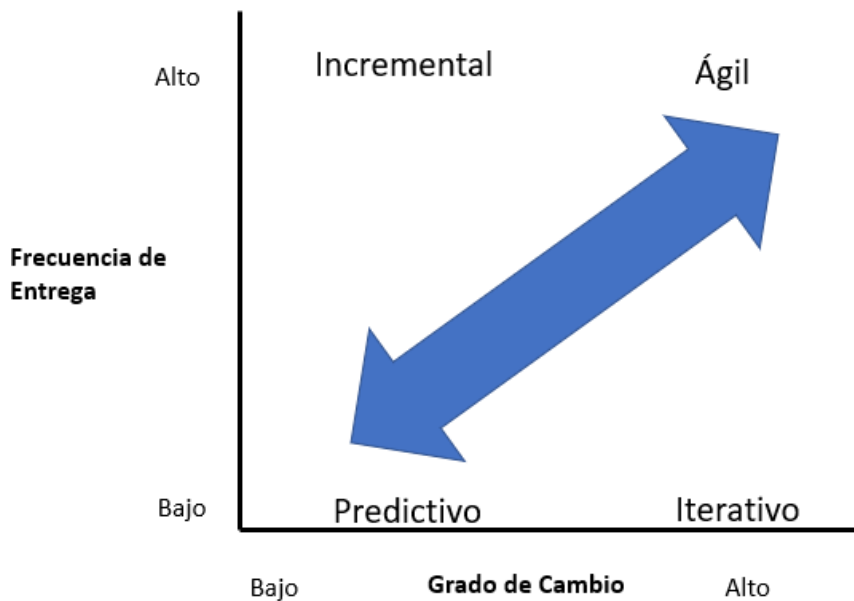 Alto
Incremental
Ágil
Frecuencia de
Entrega
Bajo
Predictivo
Iterativo
Bajo
Grado de Cambio
Alto